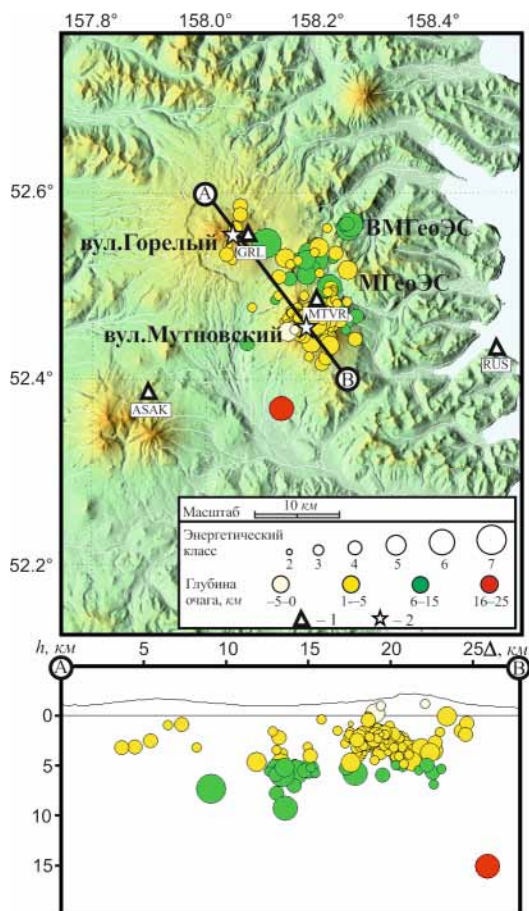 157.8° 158.0° 158.2° 158.4°
52.6°
A
вул.Горелый
GRL
ВМГеоЭС
МГеоЭС
MTVR
вул.Мутновский
RUS
52.4°
B
ASAK
Масштаб 10 км
Энергетический
класс
2 3 4 5 6 7
Глубина
очага, км
–5–0 1–5 6–15 16–25
– 1 – 2
52.2°
h, км 5 10 15 20 25 Δ, км
A B
0
5
10
15